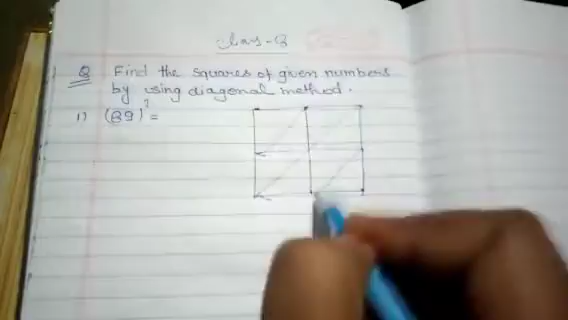 Class-8
Q Find the squares of given numbers
by using diagonal method.
1) (89)² =